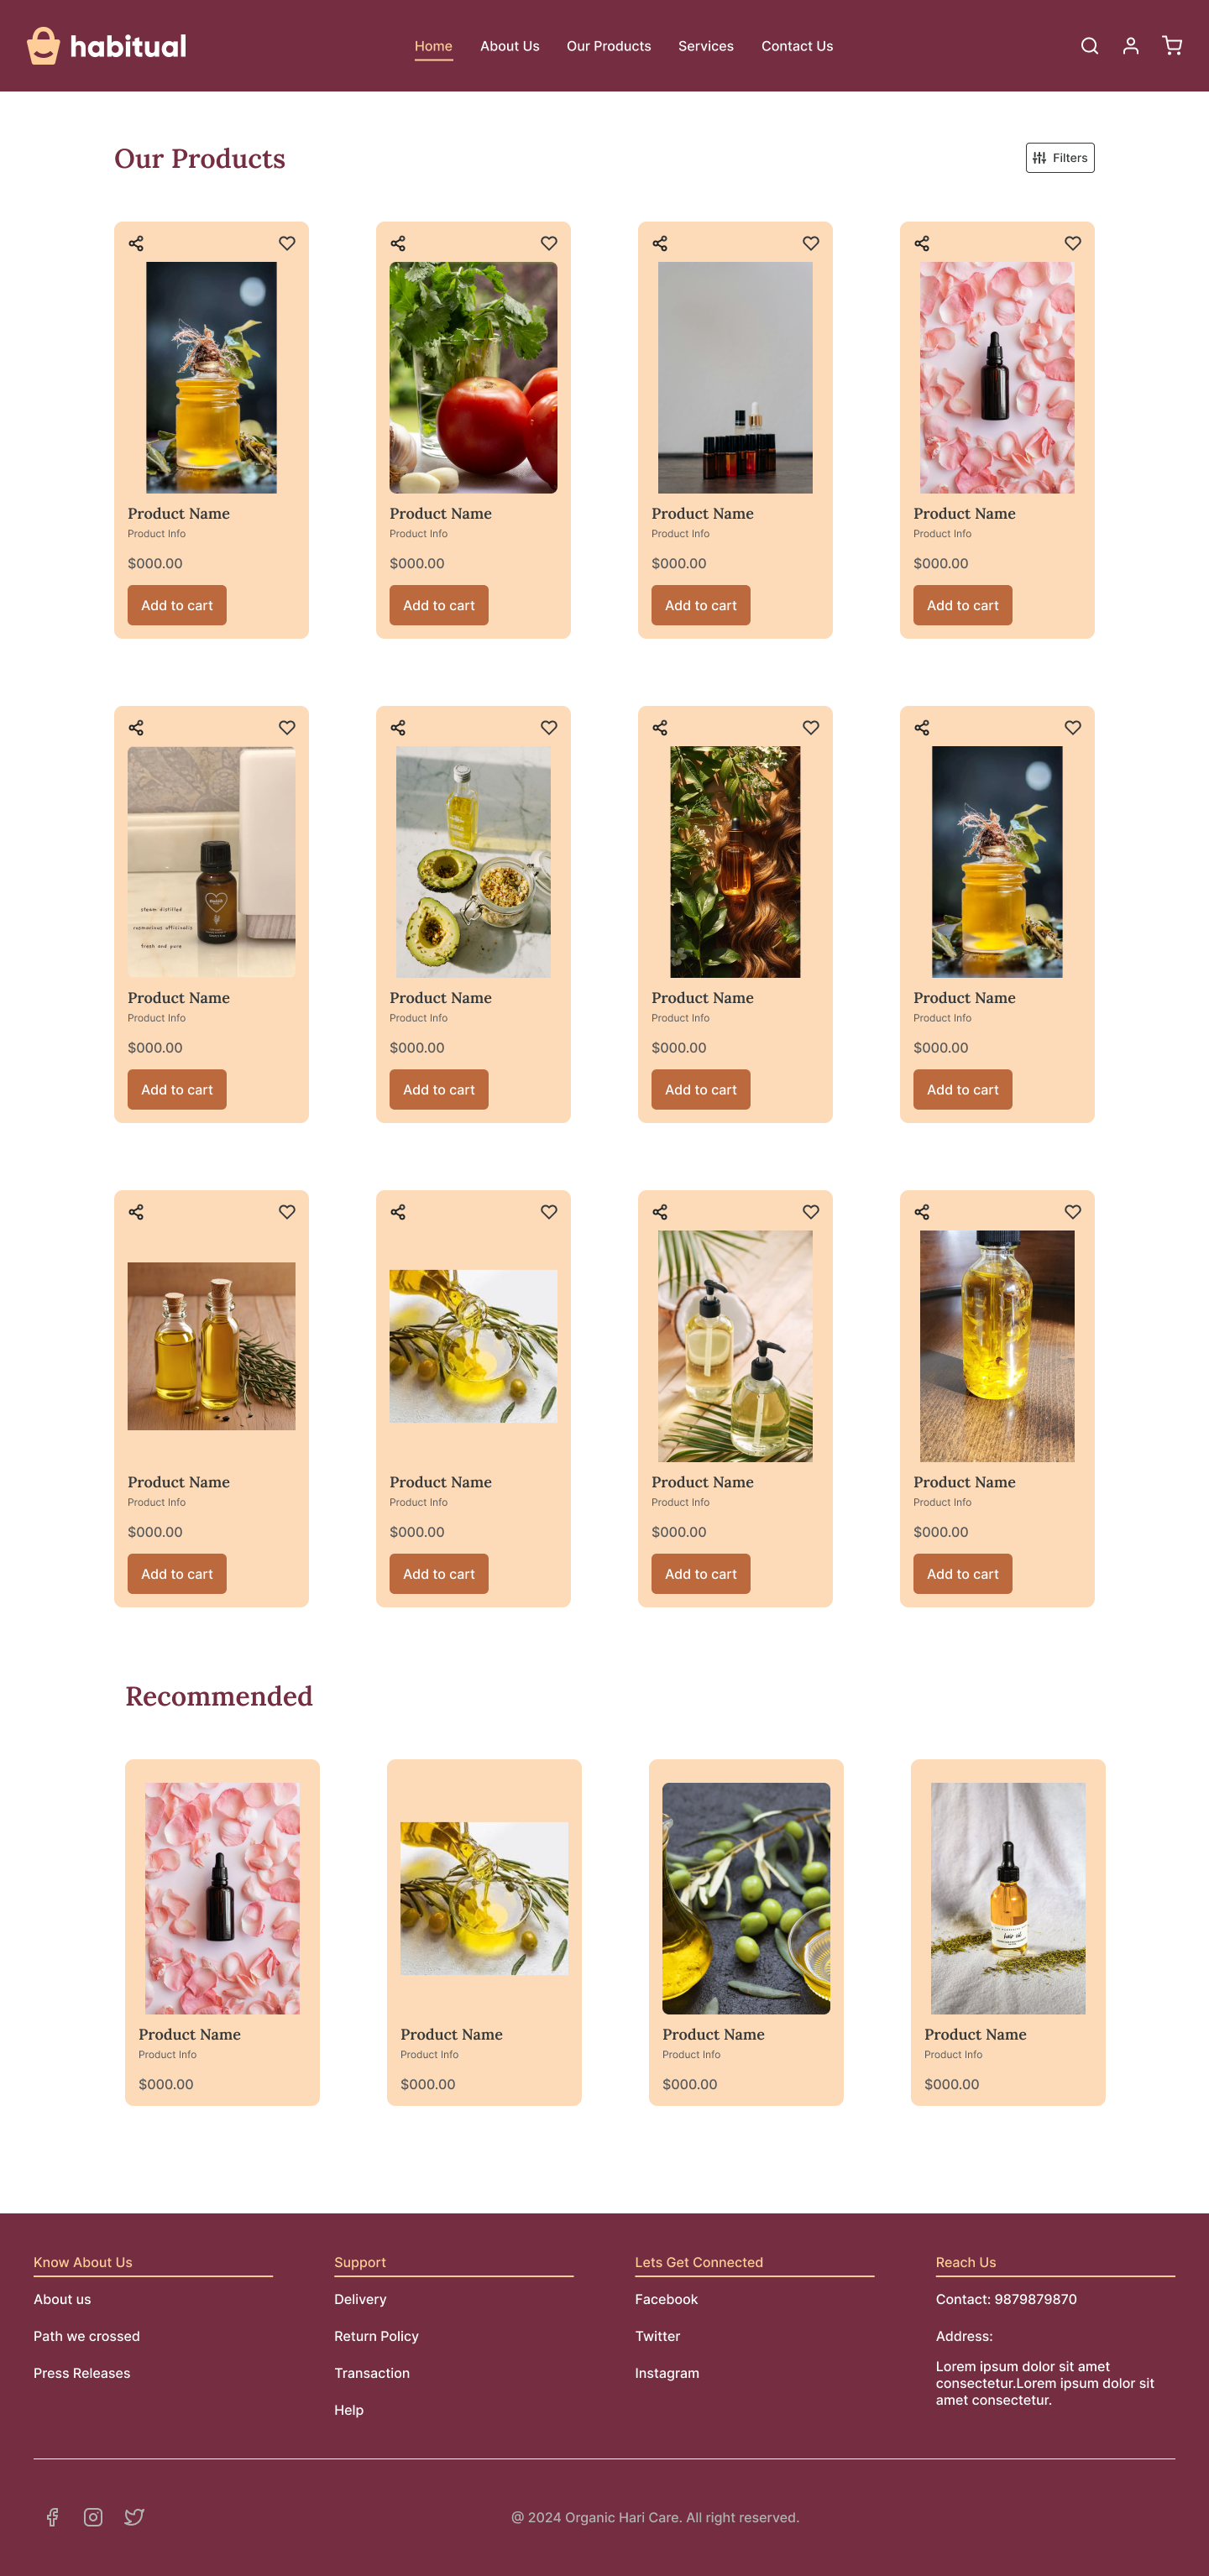 habitual
Home About Us Our Products Services Contact Us
Our Products
Filters
Product Name Product Name Product Name Product Name
Product Info Product Info Product Info Product Info
$000.00 $000.00 $000.00 $000.00
Add to cart Add to cart Add to cart Add to cart
steam distilled
rosmarinus officinalis
fresh and pure
Product Name Product Name Product Name Product Name
Product Info Product Info Product Info Product Info
$000.00 $000.00 $000.00 $000.00
Add to cart Add to cart Add to cart Add to cart
Product Name Product Name Product Name Product Name
Product Info Product Info Product Info Product Info
$000.00 $000.00 $000.00 $000.00
Add to cart Add to cart Add to cart Add to cart
Recommended
hair oil
Product Name Product Name Product Name Product Name
Product Info Product Info Product Info Product Info
$000.00 $000.00 $000.00 $000.00
Know About Us Support Lets Get Connected Reach Us
About us Delivery Facebook Contact: 9879879870
Path we crossed Return Policy Twitter Address:
Press Releases Transaction Instagram Lorem ipsum dolor sit amet
consectetur.Lorem ipsum dolor sit
amet consectetur.
Help
@ 2024 Organic Hari Care. All right reserved.